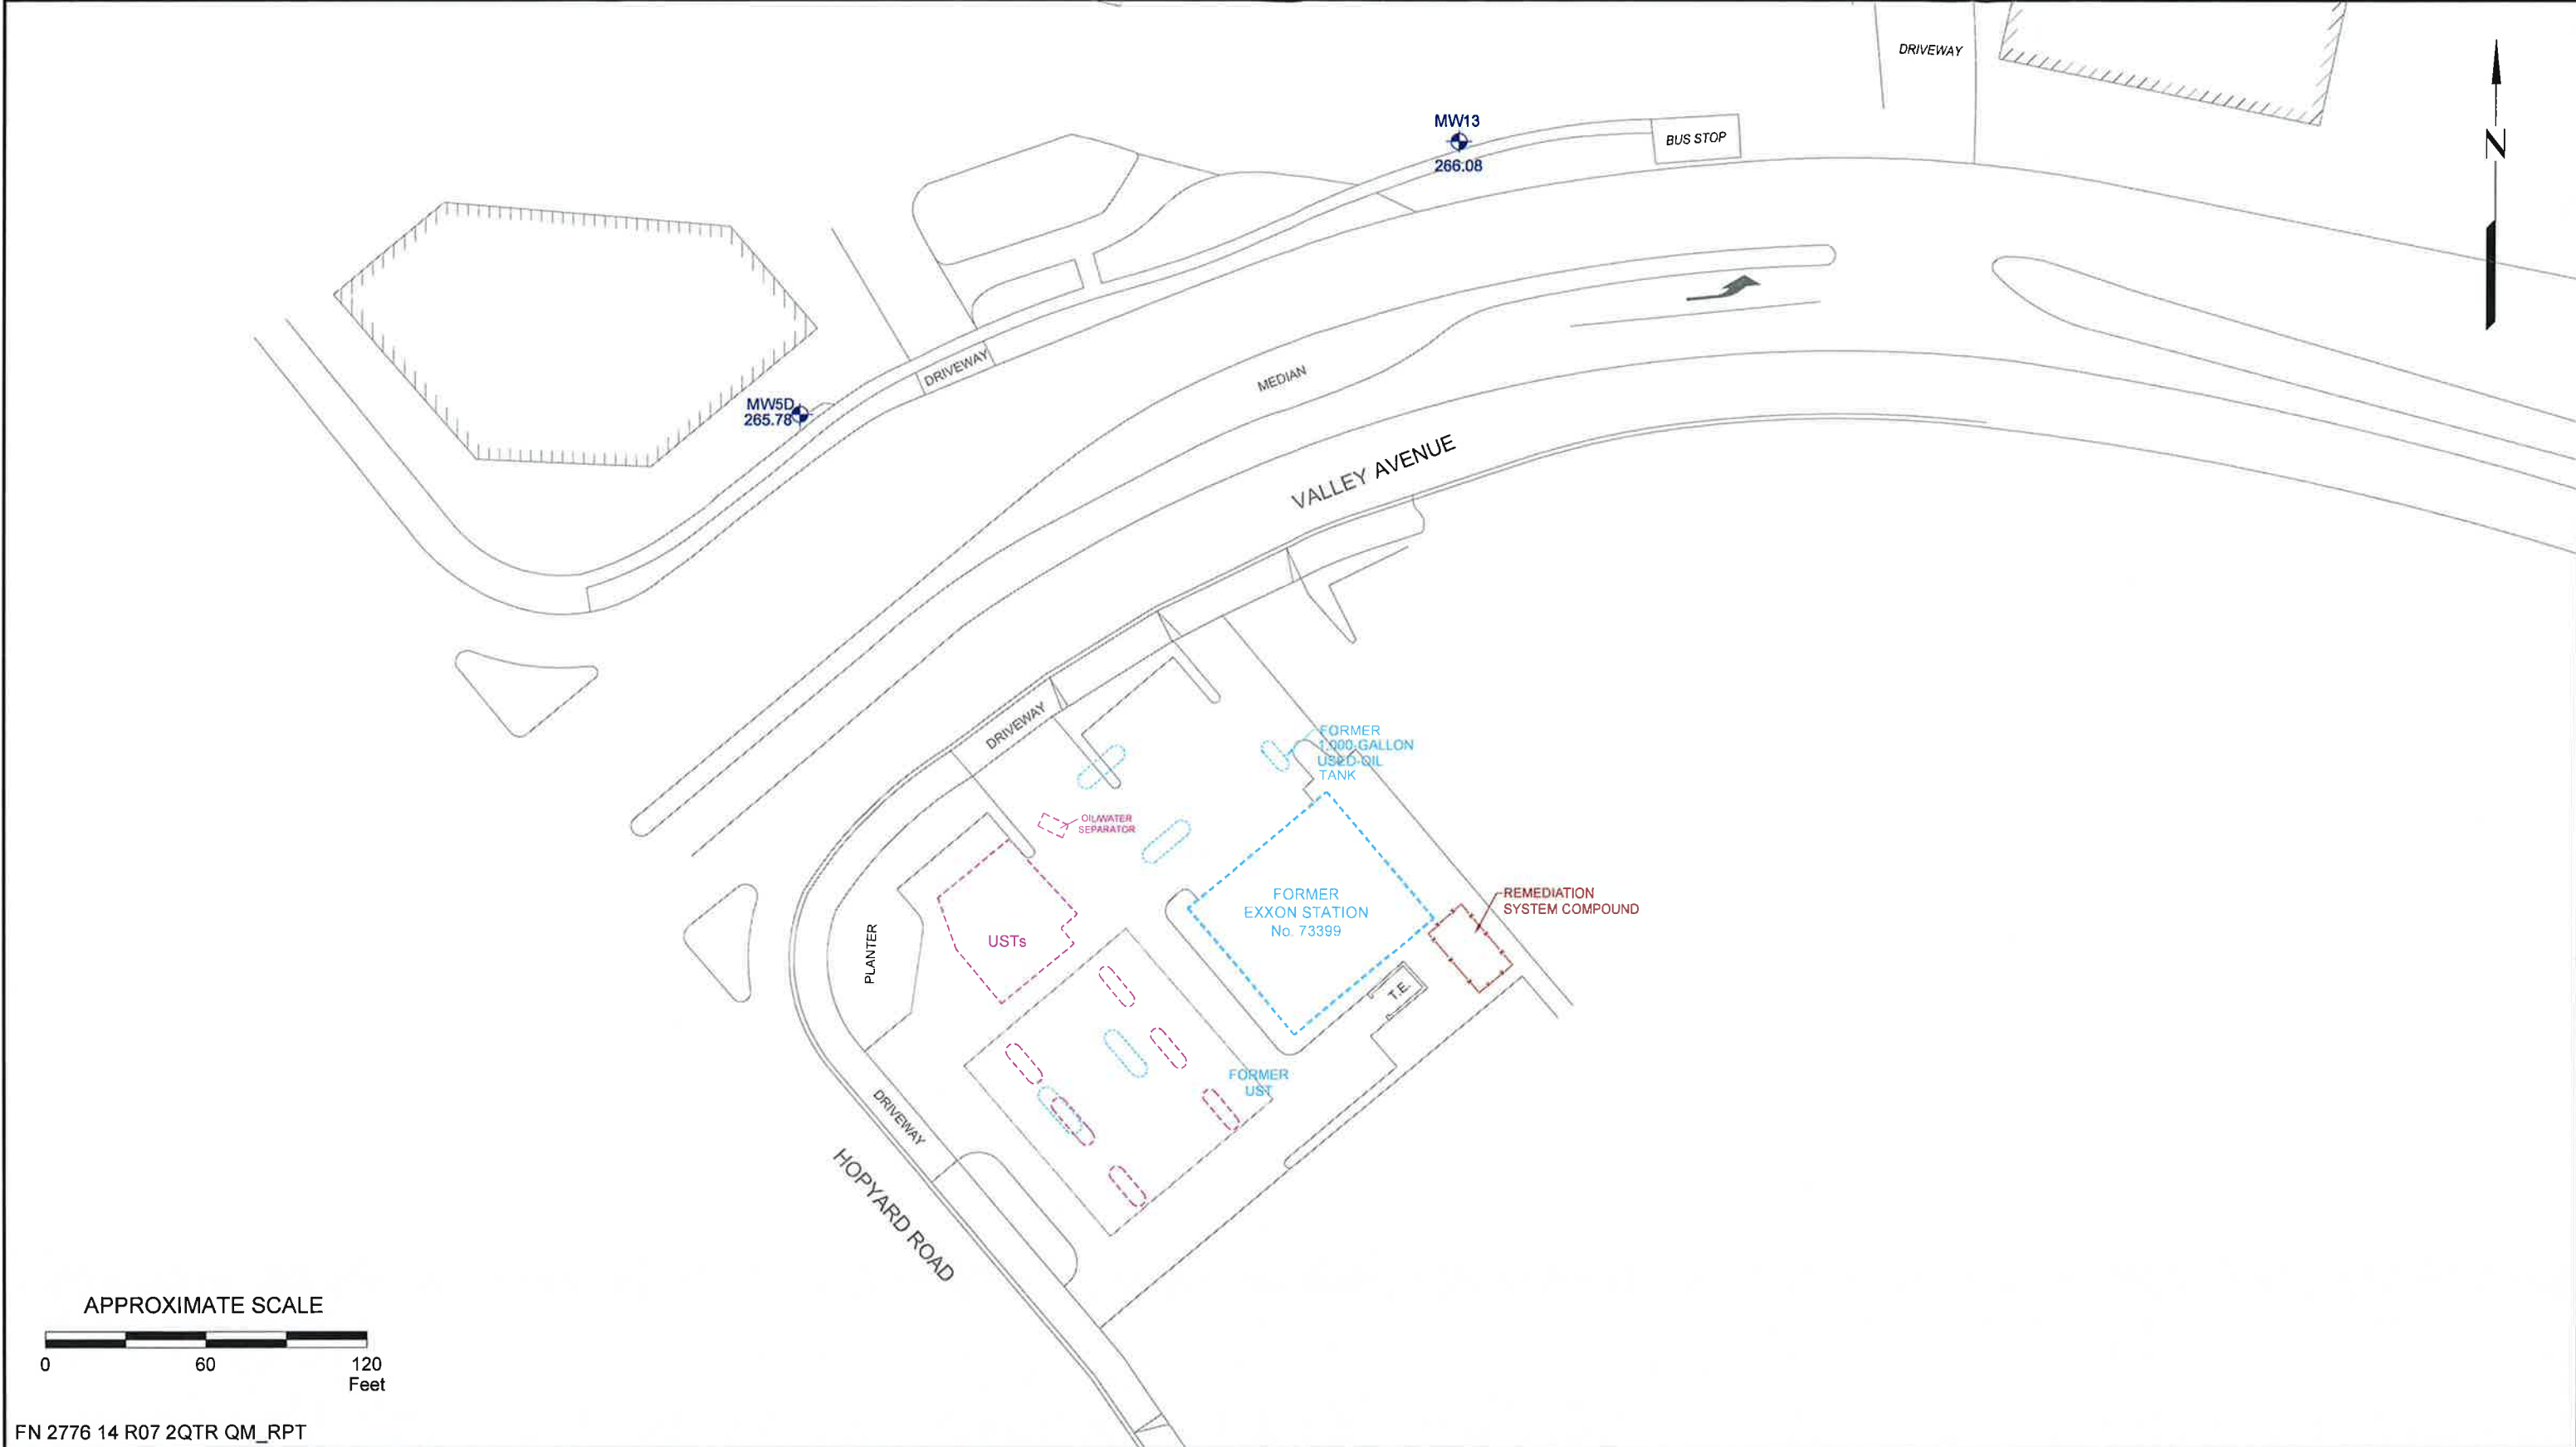 DRIVEWAY
N
MW13
266.08
BUS STOP
DRIVEWAY
MEDIAN
MW5D
265.78
VALLEY AVENUE
DRIVEWAY
FORMER
1,000-GALLON
USED-OIL
TANK
OIL/WATER
SEPARATOR
FORMER
EXXON STATION
No. 73399
REMEDIATION
SYSTEM COMPOUND
USTs
PLANTER
T.E.
FORMER
UST
DRIVEWAY
HOPYARD ROAD
APPROXIMATE SCALE
0 60 120
Feet
FN 2776 14 R07 2QTR QM_RPT